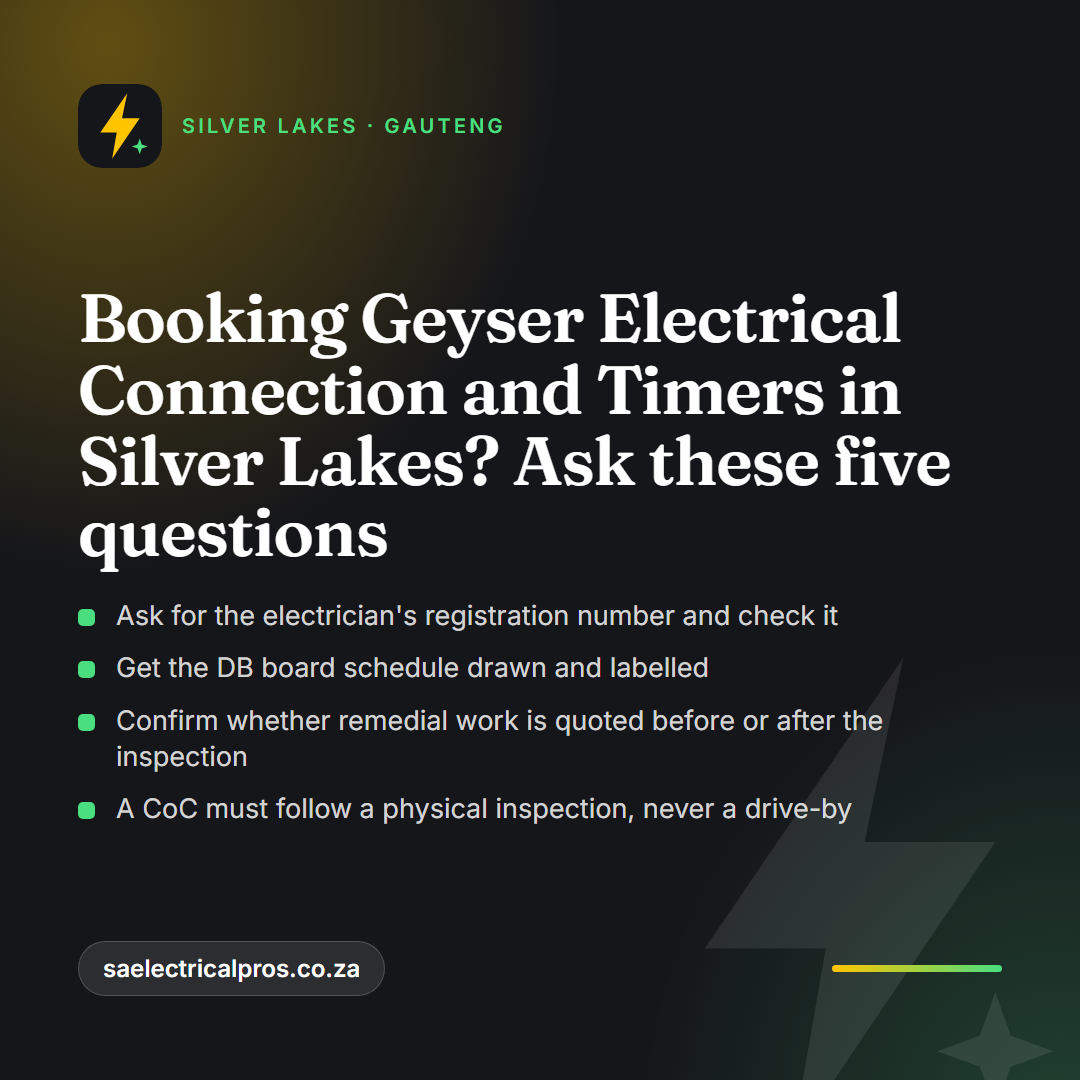 SILVER LAKES · GAUTENG
Booking Geyser Electrical
Connection and Timers in
Silver Lakes? Ask these five
questions
Ask for the electrician's registration number and check it
Get the DB board schedule drawn and labelled
Confirm whether remedial work is quoted before or after the
inspection
A CoC must follow a physical inspection, never a drive-by
saelectricalpros.co.za